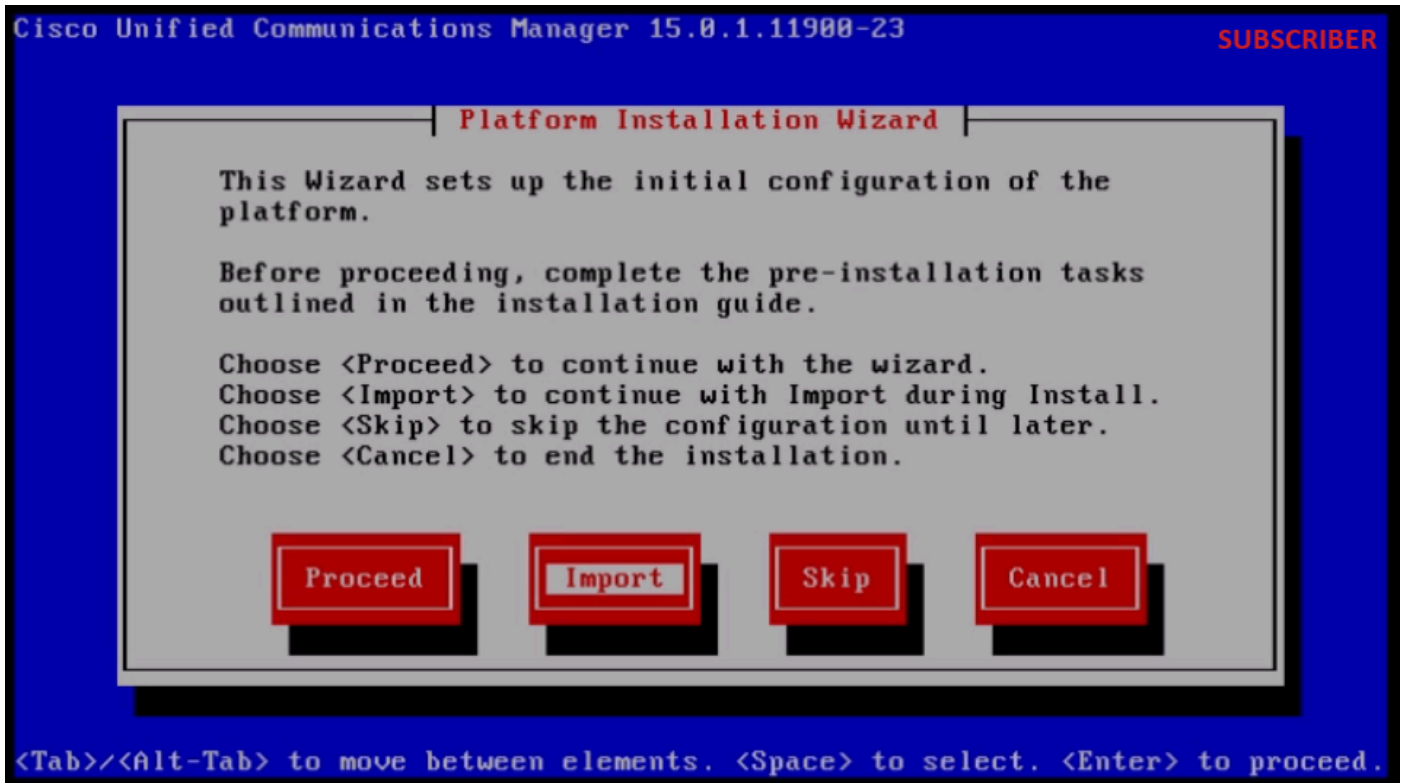 Cisco Unified Communications Manager 15.0.1.11900-23
SUBSCRIBER
Platform Installation Wizard
This Wizard sets up the initial configuration of the
platform.
Before proceeding, complete the pre-installation tasks
outlined in the installation guide.
Choose <Proceed> to continue with the wizard.
Choose <Import> to continue with Import during Install.
Choose <Skip> to skip the configuration until later.
Choose <Cancel> to end the installation.
Proceed Import Skip Cancel
<Tab>/<Alt-Tab> to move between elements. <Space> to select. <Enter> to proceed.